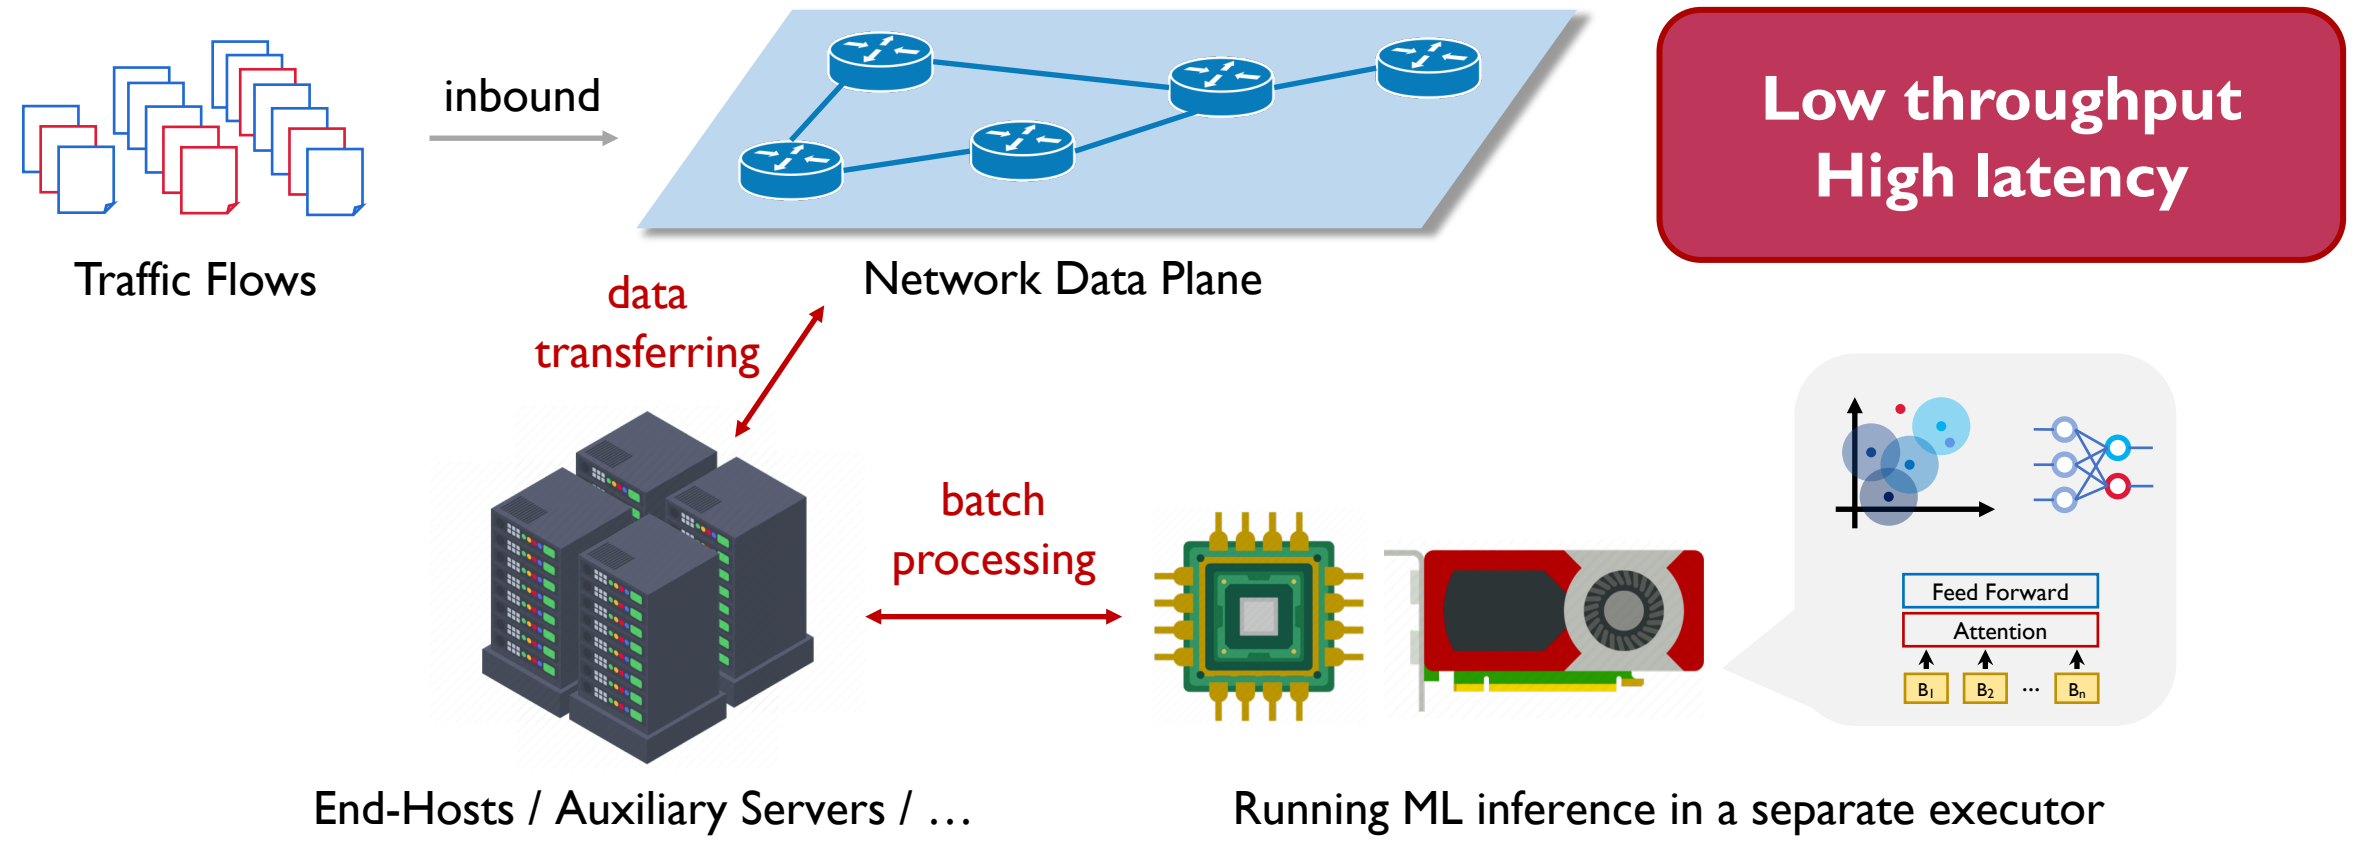 inbound
Low throughput
High latency
Traffic Flows
Network Data Plane
data
transferring
batch
processing
Feed Forward
Attention
B1 B2 ... Bn
End-Hosts / Auxiliary Servers / …
Running ML inference in a separate executor